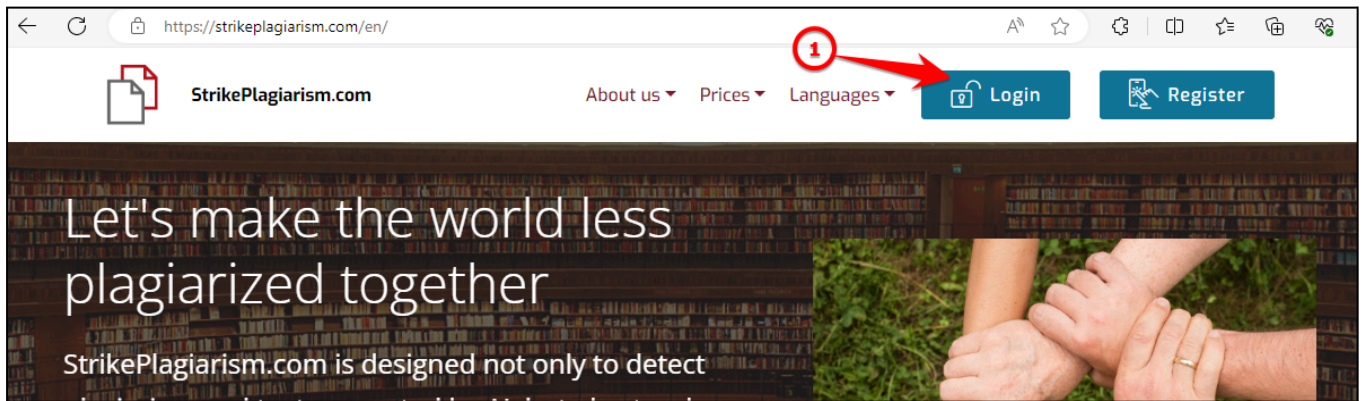 https://strikeplagiarism.com/en/
1
StrikePlagiarism.com
About us
Prices
Languages
Login
Register
Let's make the world less
plagiarized together
StrikePlagiarism.com is designed not only to detect